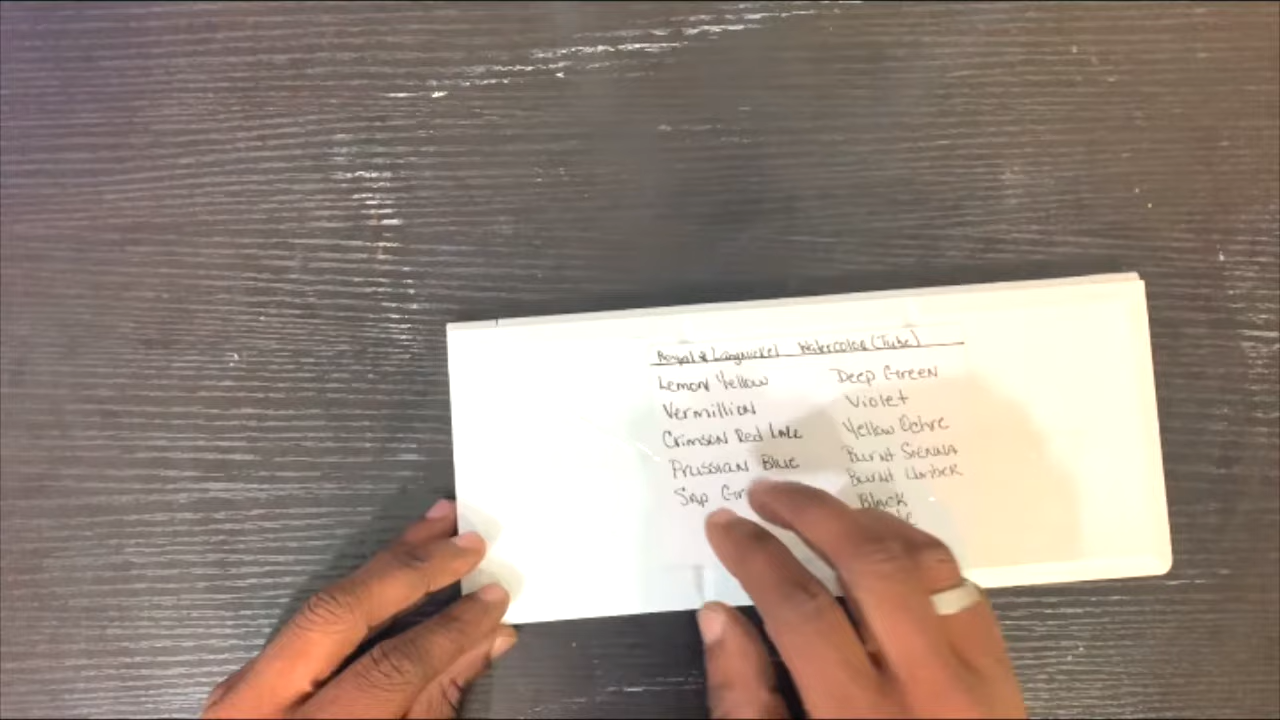 Royal & Langnickel Watercolor (Tube)
Lemon Yellow
Vermillion
Crimson Red Lake
Prussian Blue
Sap
Deep Green
Violet
Yellow Ochre
Burnt Sienna
Burnt Umber
Black